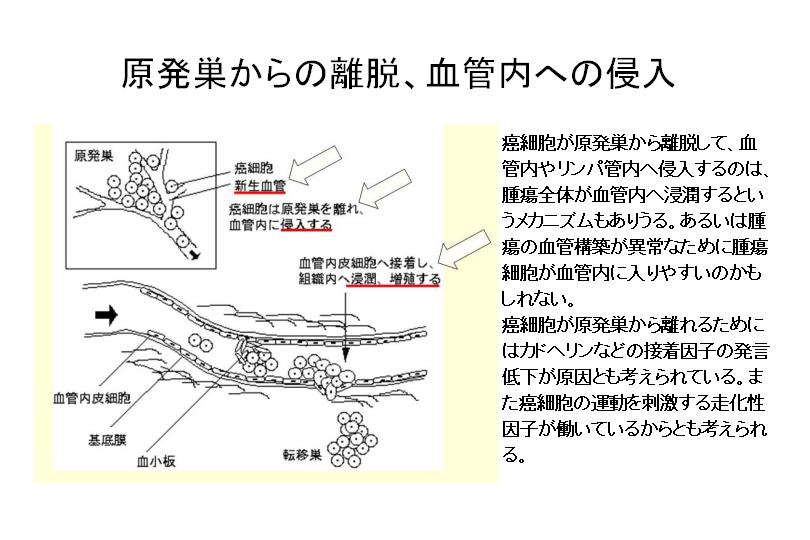 原発巣からの離脱、血管内への侵入
原発巣
癌細胞
新生血管
癌細胞は原発巣を離れ、
血管内に侵入する
血管内皮細胞へ接着し、
組織内へ浸潤、増殖する
血管内皮細胞
基底膜
血小板
転移巣
癌細胞が原発巣から離脱して、血
管内やリンパ管内へ侵入するのは、
腫瘍全体が血管内へ浸潤するとい
うメカニズムもありうる。あるいは腫
瘍の血管構築が異常なために腫瘍
細胞が血管内に入りやすいのかも
しれない。
癌細胞が原発巣から離れるために
はカドヘリンなどの接着因子の発言
低下が原因とも考えられている。ま
た癌細胞の運動を刺激する走化性
因子が働いているからとも考えられ
る。